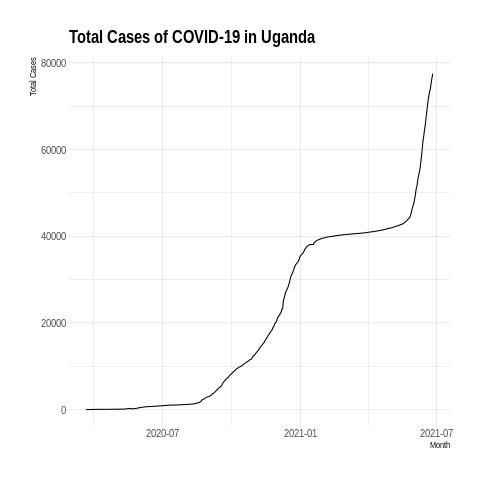 Total Cases of COVID-19 in Uganda
Total Cases
80000
60000
40000
20000
0
2020-07
2021-01
2021-07
Month